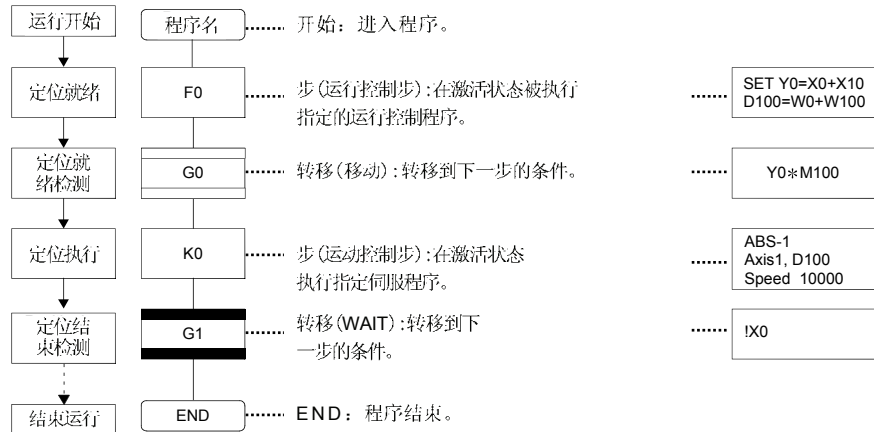 运行开始
程序名
开始：进入程序。
定位就绪
F0
步(运行控制步):在激活状态被执行
指定的运行控制程序。
SET Y0=X0+X10
D100=W0+W100
定位就
绪检测
G0
转移(移动):转移到下一步的条件。
Y0*M100
定位执行
K0
步(运动控制步):在激活状态
执行指定伺服程序。
ABS-1
Axis1, D100
Speed 10000
定位结
束检测
G1
转移(WAIT):转移到下
一步的条件。
!X0
结束运行
END
END：程序结束。